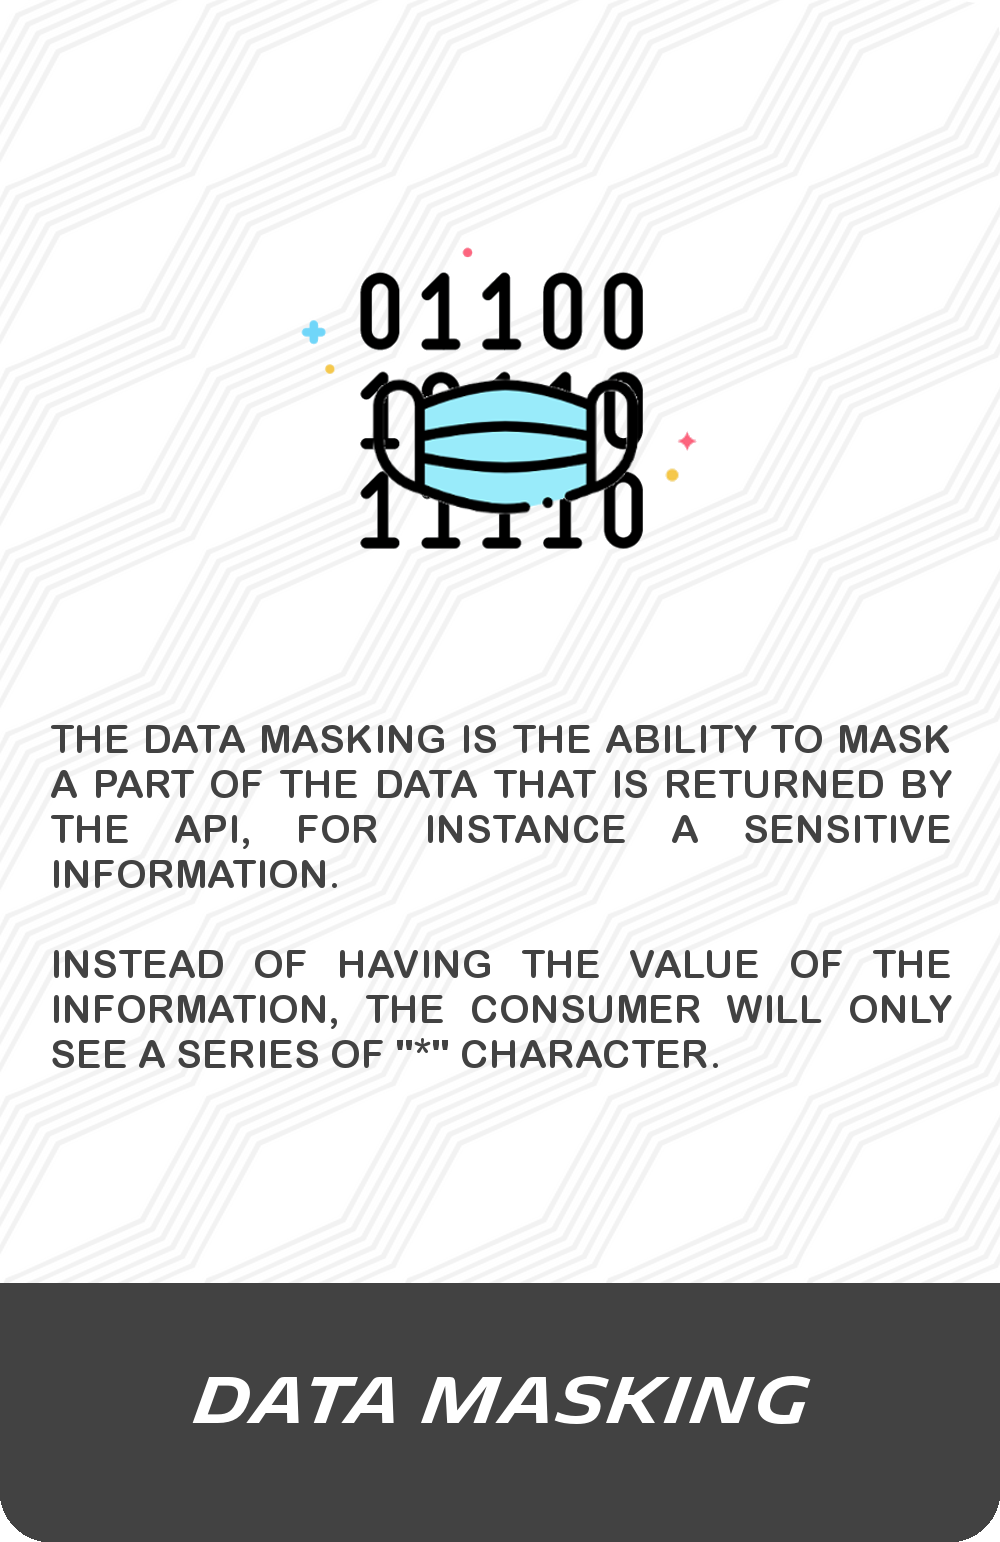 01100
THE DATA MASKING IS THE ABILITY TO MASK
A PART OF THE DATA THAT IS RETURNED BY
THE API, FOR INSTANCE A SENSITIVE
INFORMATION.
INSTEAD OF HAVING THE VALUE OF THE
INFORMATION, THE CONSUMER WILL ONLY
SEE A SERIES OF "*" CHARACTER.
DATA MASKING